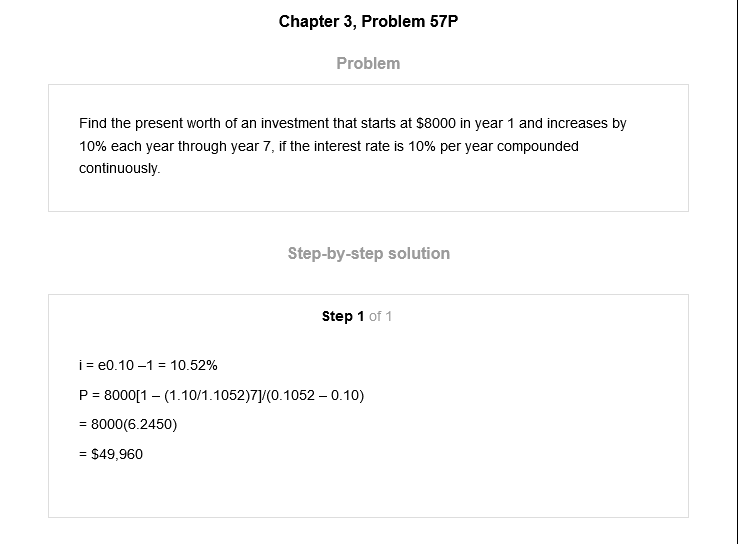 Chapter 3, Problem 57P
Problem
Find the present worth of an investment that starts at $8000 in year 1 and increases by
10% each year through year 7, if the interest rate is 10% per year compounded
continuously.
Step-by-step solution
Step 1 of 1
i = e0.10 –1 = 10.52%
P = 8000[1 – (1.10/1.1052)7]/(0.1052 – 0.10)
= 8000(6.2450)
= $49,960